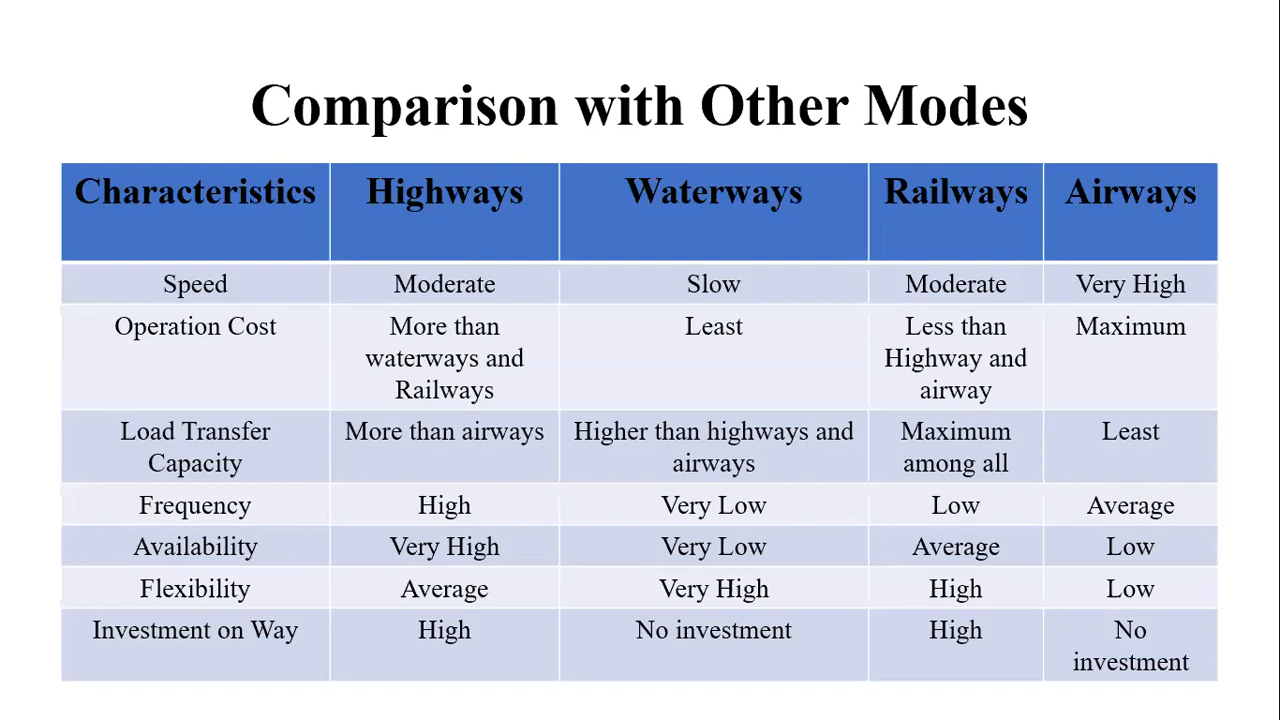 Comparison with Other Modes
Characteristics Highways Waterways Railways Airways
Speed Moderate Slow Moderate Very High
Operation Cost More than Least Less than Maximum
waterways and Highway and
Railways airway
Load Transfer More than airways Higher than highways and Maximum Least
Capacity airways among all
Frequency High Very Low Low Average
Availability Very High Very Low Average Low
Flexibility Average Very High High Low
Investment on Way High No investment High No
investment